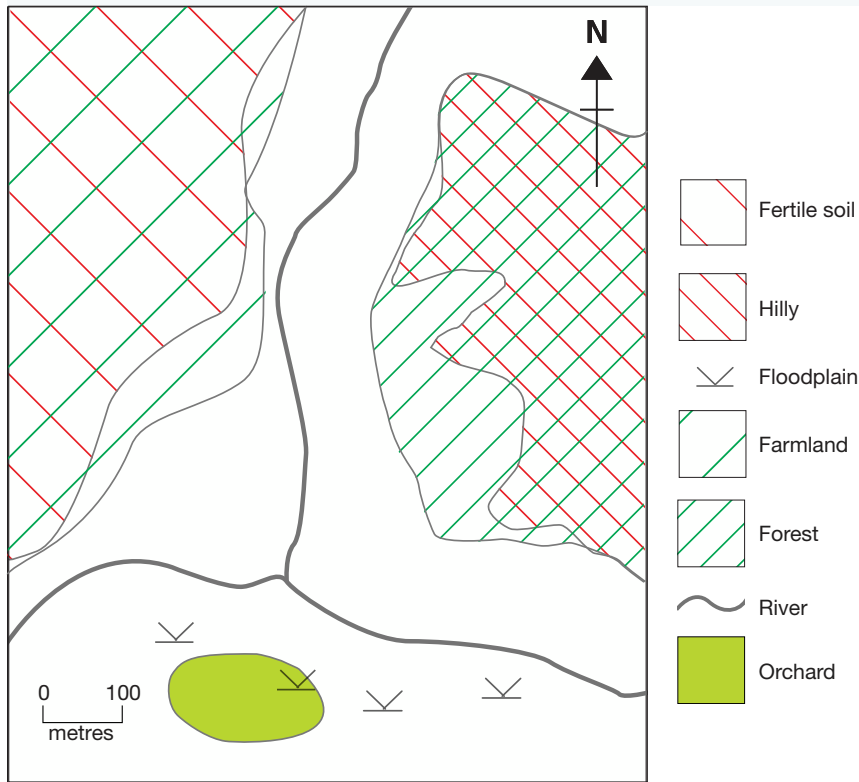 N
Fertile soil
Hilly
Floodplain
Farmland
Forest
River
Orchard
0 100
metres